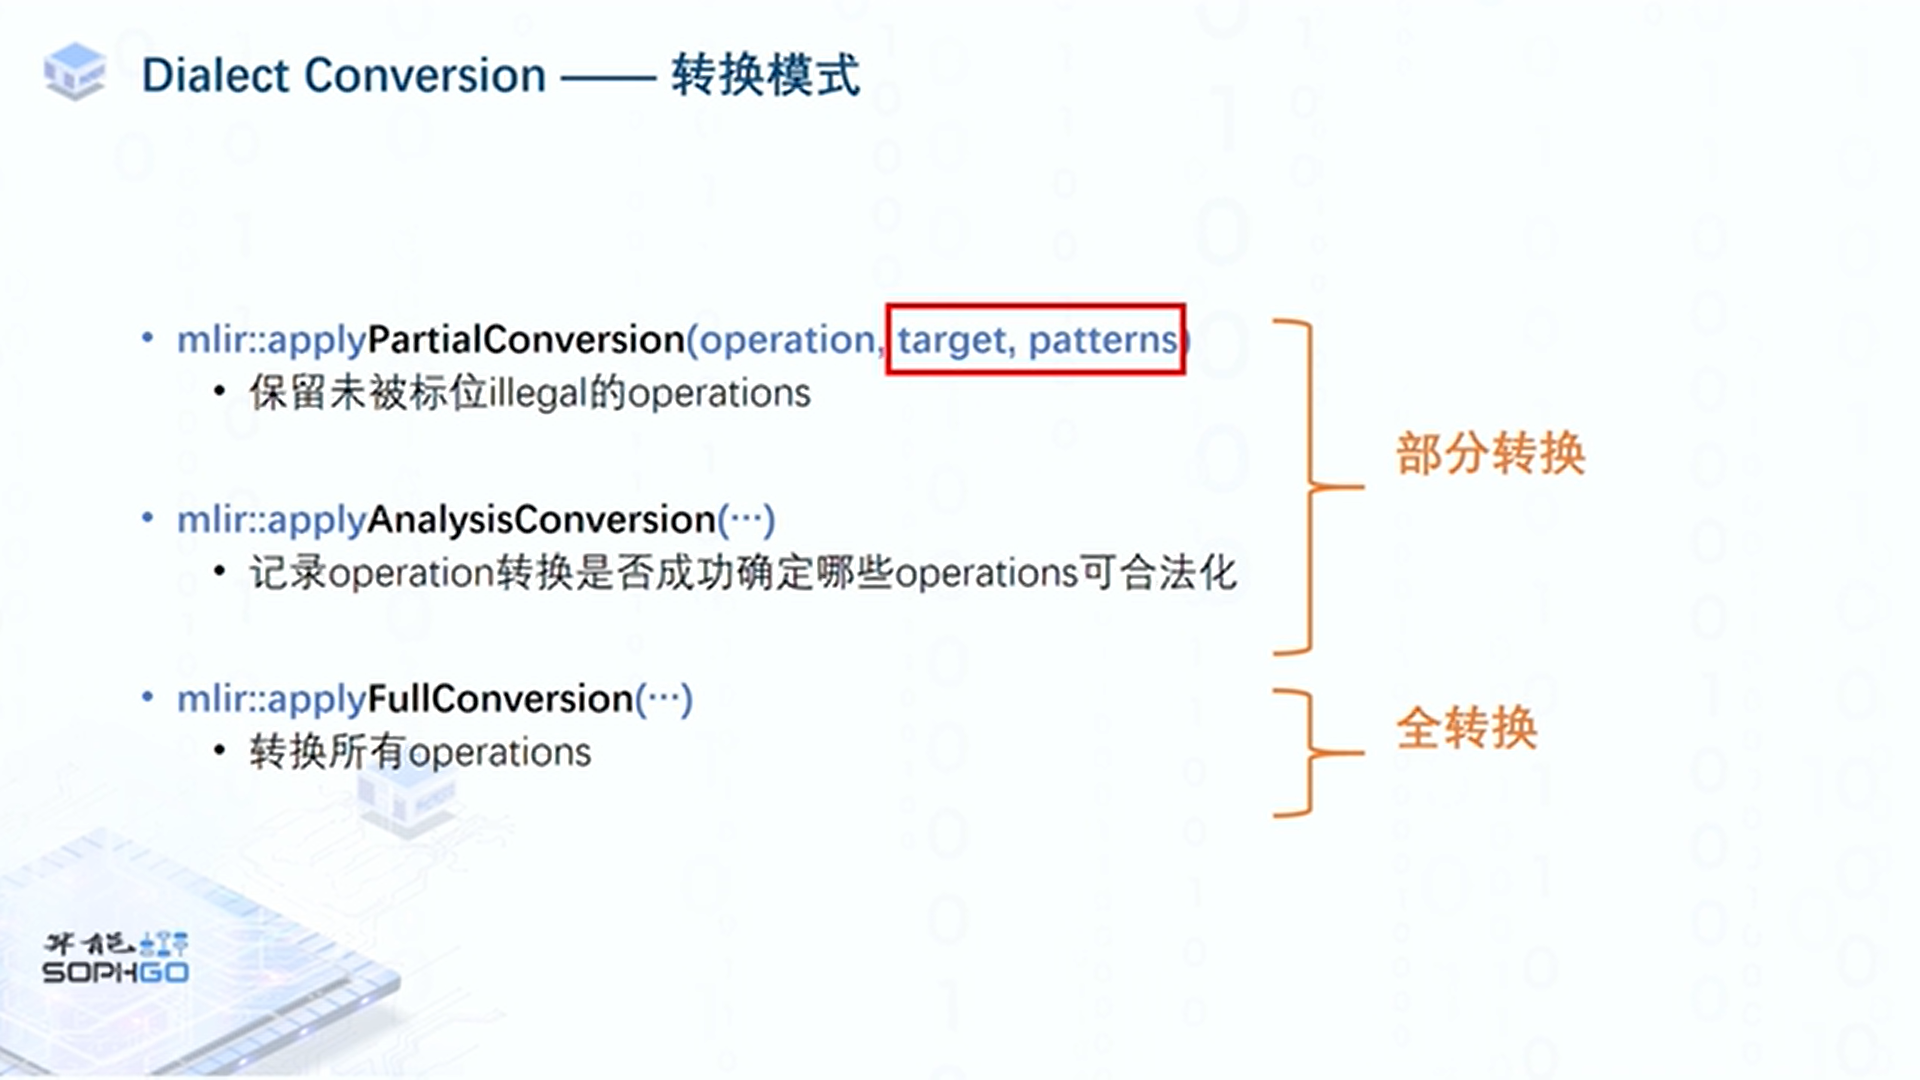 Dialect Conversion —— 转换模式
• mlir::applyPartialConversion(operation, target, patterns)
• 保留未被标位illegal的operations
部分转换
• mlir::applyAnalysisConversion(···)
• 记录operation转换是否成功确定哪些operations可合法化
• mlir::applyFullConversion(···)
全转换
• 转换所有operations
算能
SOPHGO